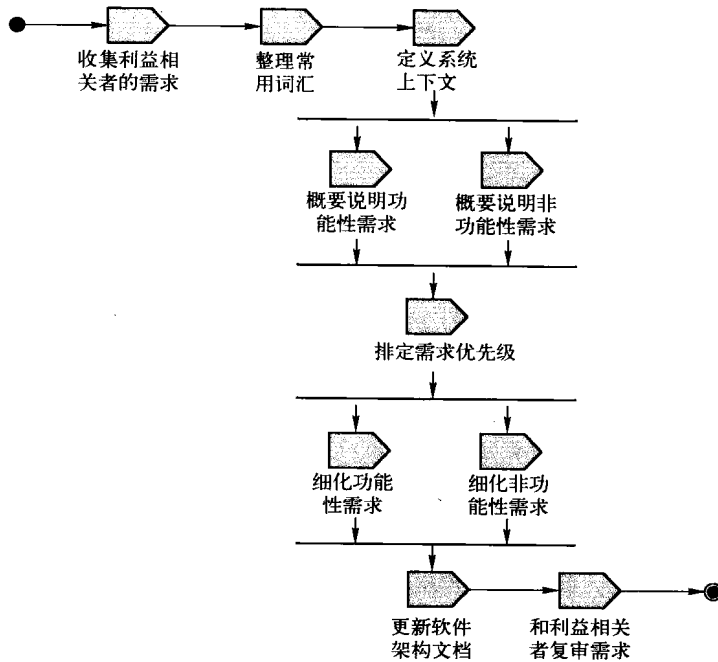 收集利益相
关者的需求
整理常
用词汇
定义系统
上下文
概要说明功
能性需求
概要说明非
功能性需求
排定需求优先级
细化功能
性需求
细化非功
能性需求
更新软件
架构文档
和利益相关
者复审需求